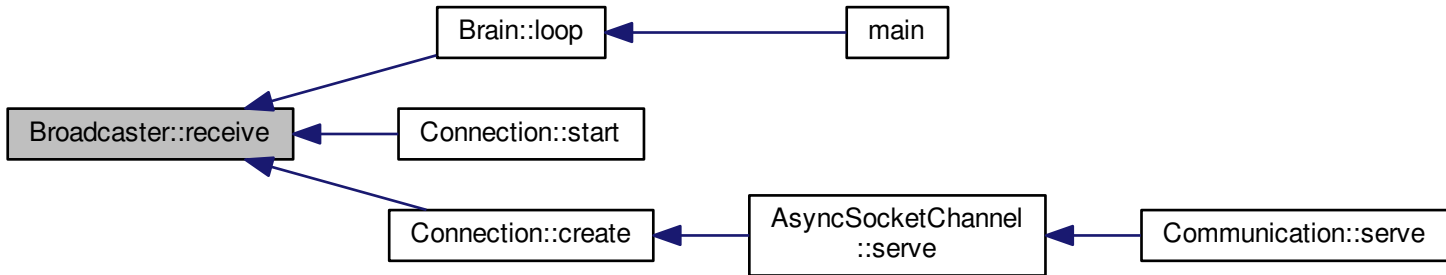 Brain::loop
main
Broadcaster::receive
Connection::start
Connection::create
AsyncSocketChannel
::serve
Communication::serve